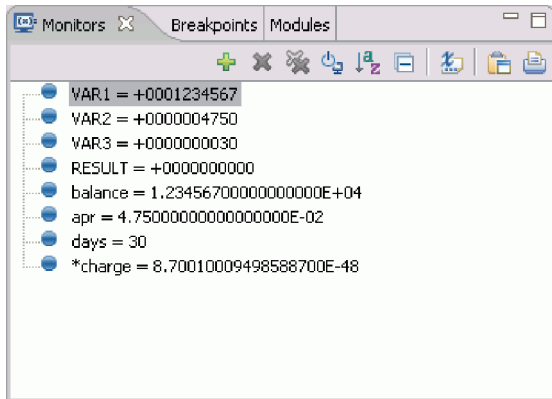 Monitors Breakpoints Modules
VAR1 = +0001234567
VAR2 = +0000004750
VAR3 = +0000000030
RESULT = +0000000000
balance = 1.23456700000000000E+04
apr = 4.75000000000000000E-02
days = 30
*charge = 8.70010009498588700E-48